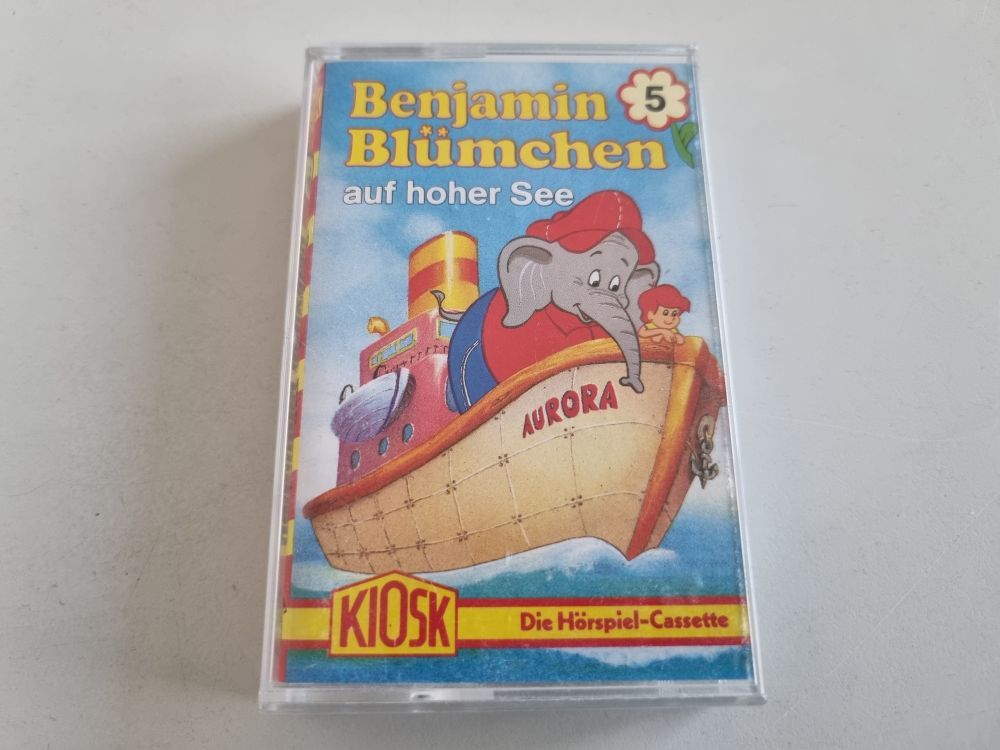 Benjamin
Blümchen
5
auf hoher See
AURORA
KIOSK
Die Hörspiel-Cassette